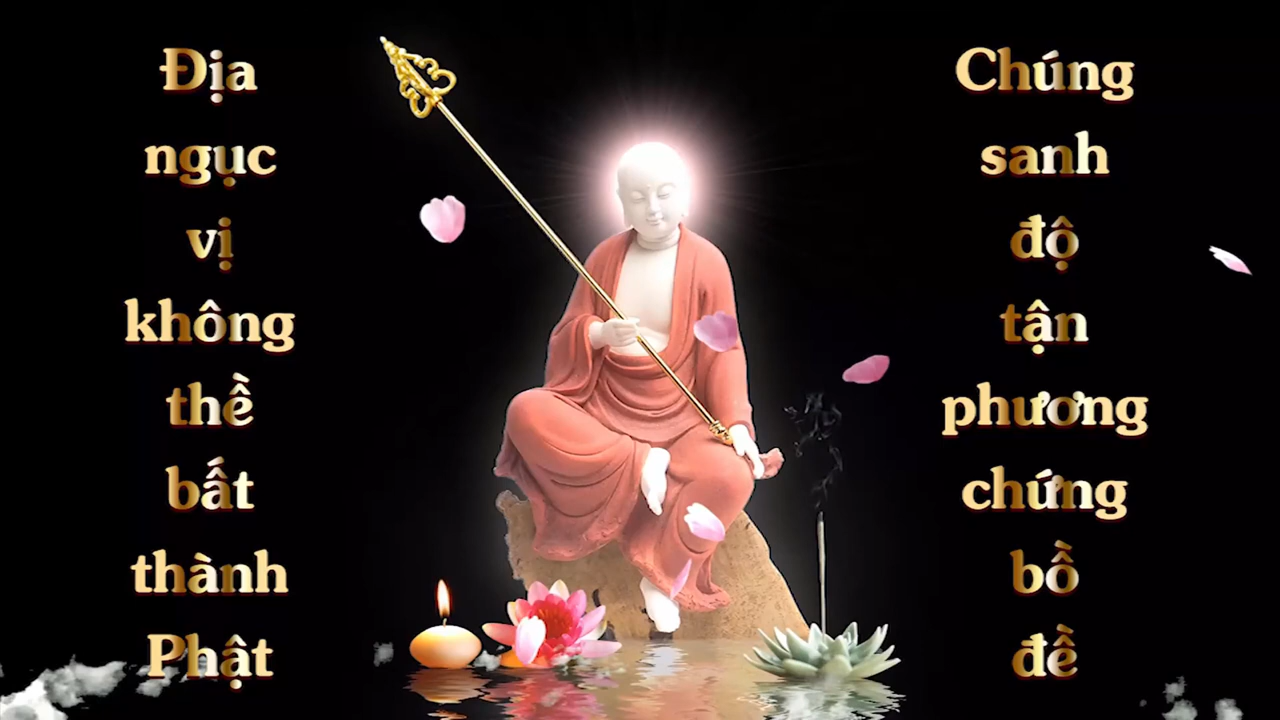 Địa
ngục
vị
không
thề
bất
thành
Phật
Chúng
sanh
độ
tận
phương
chứng
bồ
đề